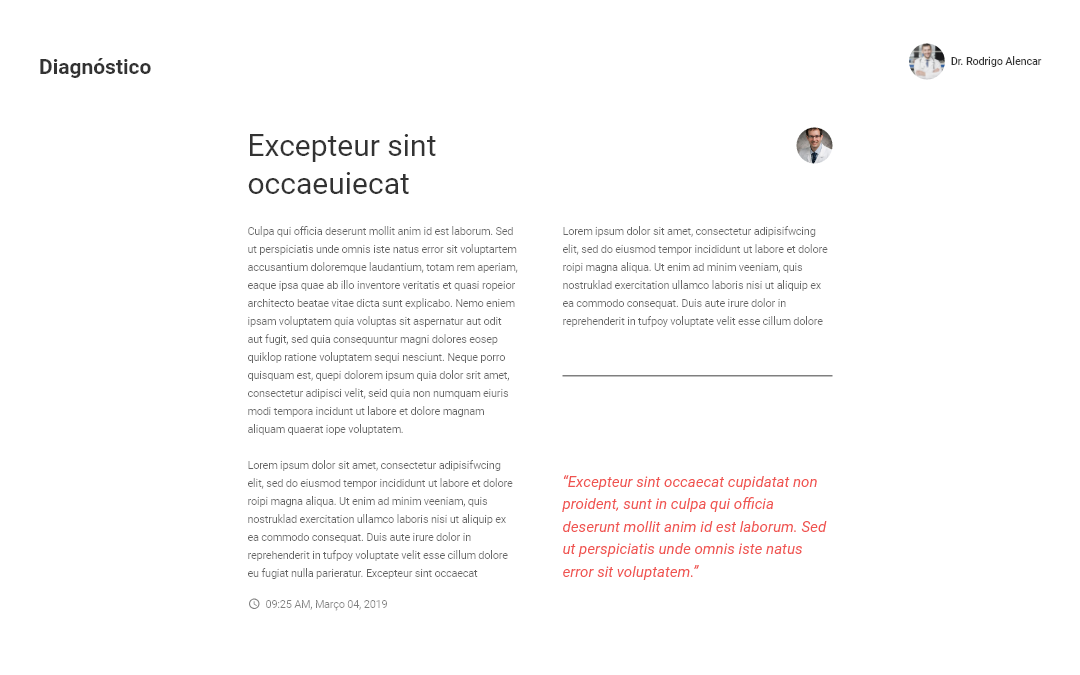 Diagnóstico
Dr. Rodrigo Alencar
Excepteur sint
occaeuiecat
Culpa qui officia deserunt mollit anim id est laborum. Sed
ut perspiciatis unde omnis iste natus error sit voluptartem
accusantium doloremque laudantium, totam rem aperiam,
eaque ipsa quae ab illo inventore veritatis et quasi ropeior
architecto beatae vitae dicta sunt explicabo. Nemo eniem
ipsam voluptatem quia voluptas sit aspernatur aut odit
aut fugit, sed quia consequuntur magni dolores eosep
quiklop ratione voluptatem sequi nesciunt. Neque porro
quisquam est, quepi dolorem ipsum quia dolor srit amet,
consectetur adipisci velit, seid quia non numquam eiuris
modi tempora incidunt ut labore et dolore magnam
aliquam quaerat iope voluptatem.
Lorem ipsum dolor sit amet, consectetur adipisifwcing
elit, sed do eiusmod tempor incididunt ut labore et dolore
roipi magna aliqua. Ut enim ad minim veeniam, quis
nostruklad exercitation ullamco laboris nisi ut aliquip ex
ea commodo consequat. Duis aute irure dolor in
reprehenderit in tufpoy voluptate velit esse cillum dolore
eu fugiat nulla parieratur. Excepteur sint occaecat
09:25 AM, Março 04, 2019
Lorem ipsum dolor sit amet, consectetur adipisifwcing
elit, sed do eiusmod tempor incididunt ut labore et dolore
roipi magna aliqua. Ut enim ad minim veeniam, quis
nostruklad exercitation ullamco laboris nisi ut aliquip ex
ea commodo consequat. Duis aute irure dolor in
reprehenderit in tufpoy voluptate velit esse cillum dolore
“Excepteur sint occaecat cupidatat non
proident, sunt in culpa qui officia
deserunt mollit anim id est laborum. Sed
ut perspiciatis unde omnis iste natus
error sit voluptatem.”